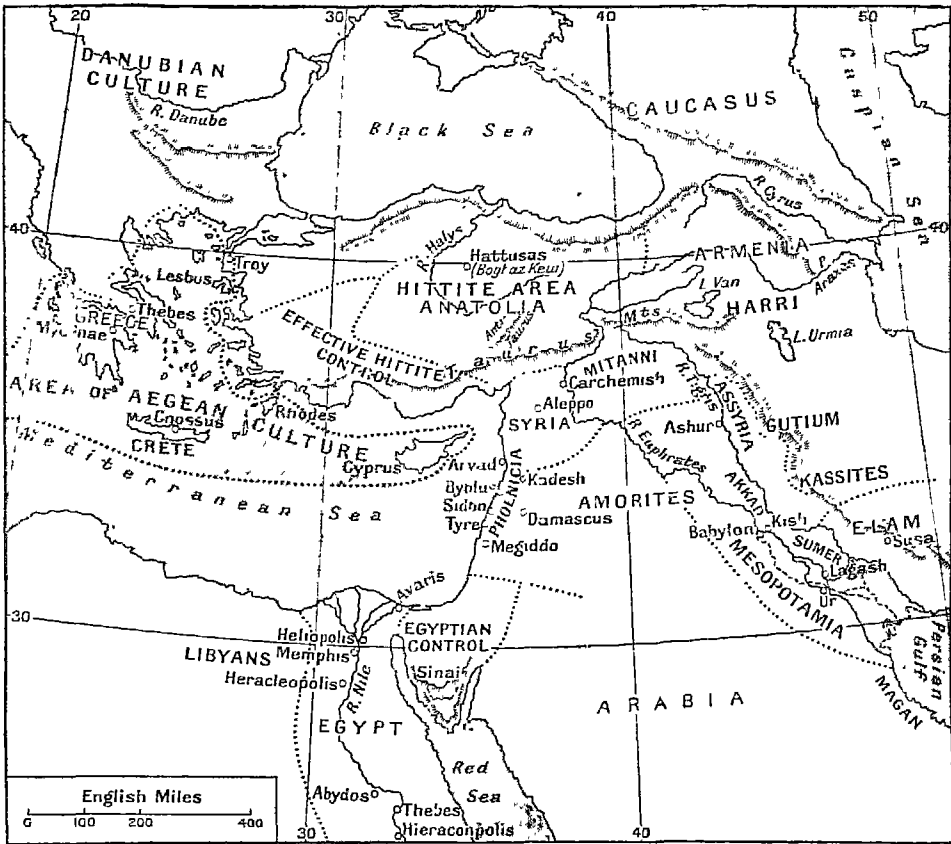 20
30
40
50
DANUBIAN
CULTURE
R. Danube
Black Sea
CAUCASUS
Caspian Sea
R. Cyrus
40
40
Troy
Lesbus
R. Halys
Hattusas
(Boghaz Keui)
HITTITE AREA
ANATOLIA
Anti-
Taurus
ARMENIA
R. Araxes
L. Van
HARRI
L. Urmia
Thebes
GREECE
Mycenae
EFFECTIVE HITTITE
CONTROL
Taurus Mts
MITANNI
Carchemish
R. Tigris
ASSYRIA
Aleppo
SYRIA
Ashur
GUTIUM
AREA OF AEGEAN
CULTURE
Rhodes
Cnossus
CRETE
Cyprus
R. Euphrates
KASSITES
Mediterranean Sea
Arvad
Kadesh
Byblus
PHOENICIA
AMORITES
AKKAD
Sidon
Damascus
Tyre
Babylon
Kish
ELAM
Susa
SUMER
Megiddo
Lagash
MESOPOTAMIA
Ur
Avaris
30
Heliopolis
EGYPTIAN
CONTROL
LIBYANS
Memphis
Sinai
Persian
Gulf
Heracleopolis
R. Nile
MAGAN
ARABIA
EGYPT
Red
Sea
English Miles
0 100 200 400
Abydos
Thebes
Hieraconpolis
30
40